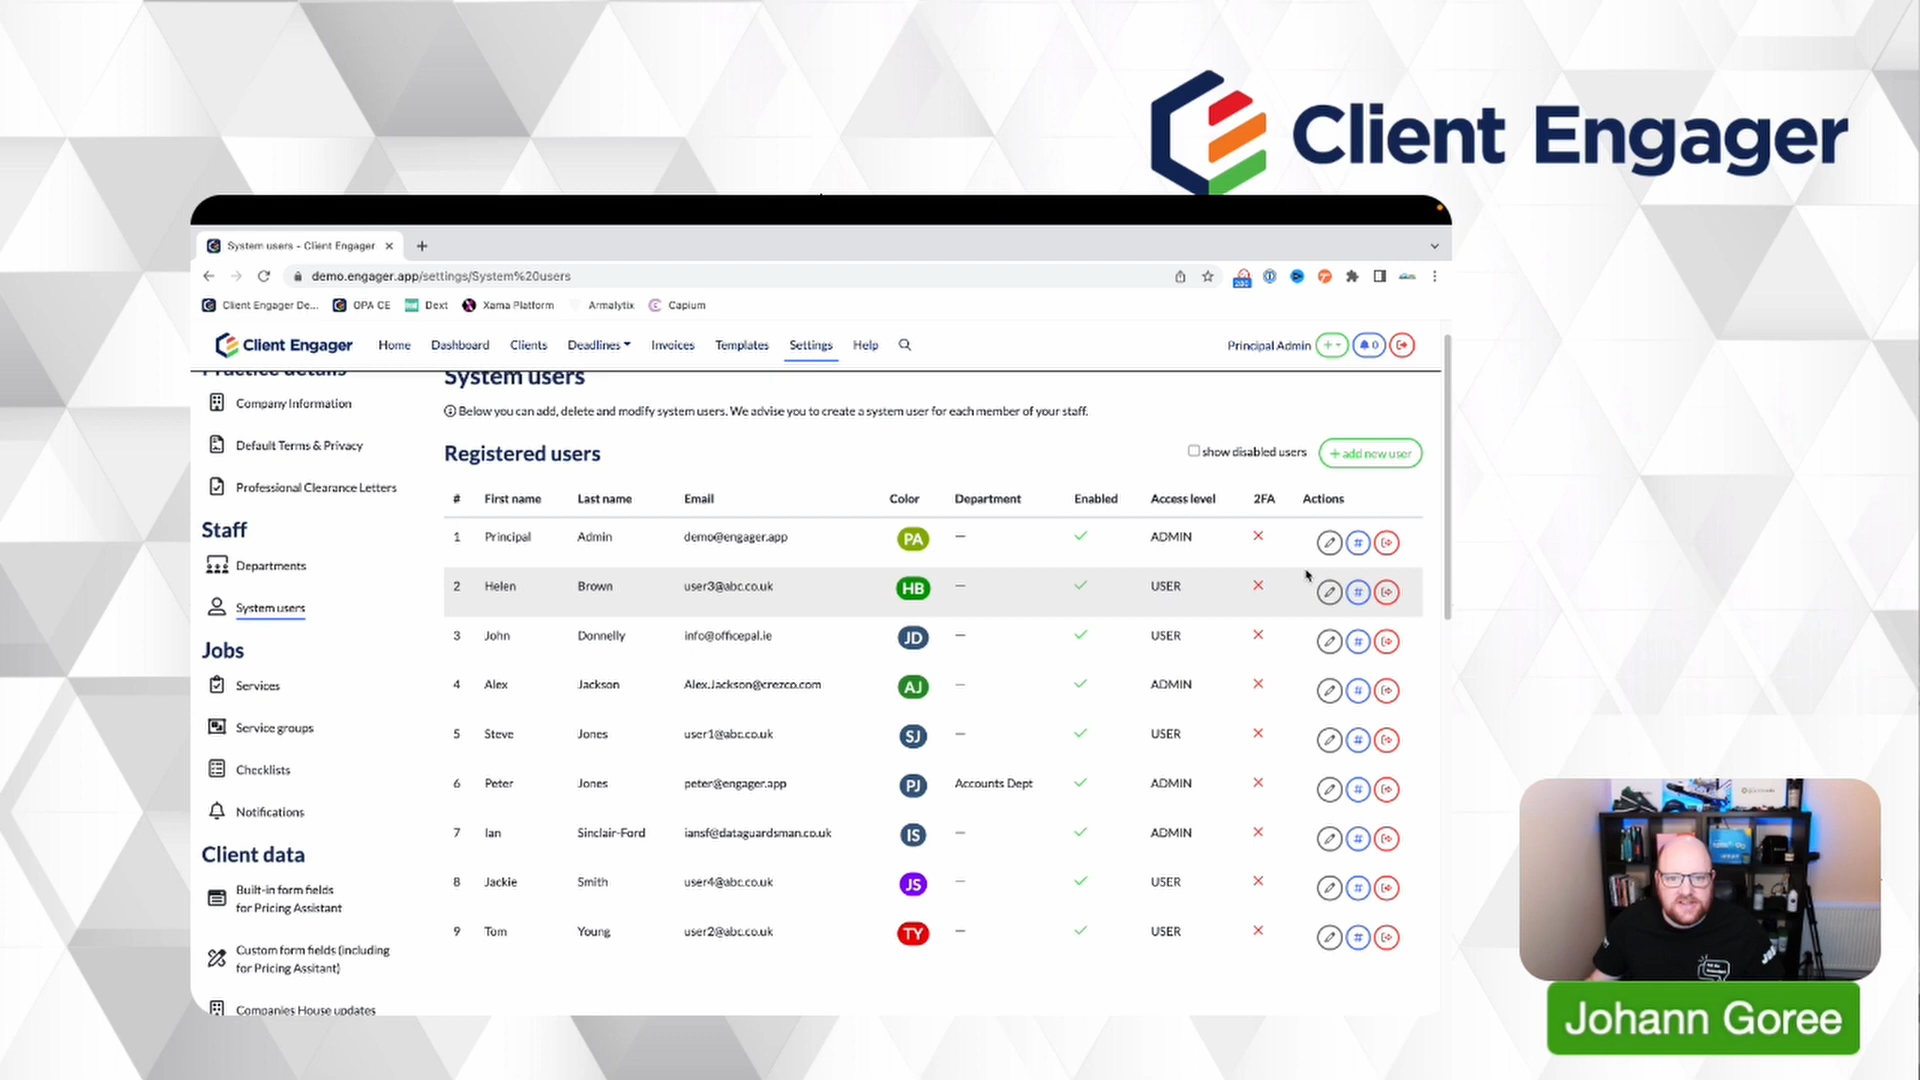 Client Engager
System users - Client Engager
demo.engager.app/settings/System%20users
Client Engager De... OPA CE Dext Xama Platform Armalytix Capium
Client Engager Home Dashboard Clients Deadlines Invoices Templates Settings Help Principal Admin 0
Practice details
Company Information
Default Terms & Privacy
Professional Clearance Letters
Staff
Departments
System users
Jobs
Services
Service groups
Checklists
Notifications
Client data
Built-in form fields
for Pricing Assistant
Custom form fields (including
for Pricing Assitant)
Companies House updates
System users
Below you can add, delete and modify system users. We advise you to create a system user for each member of your staff.
Registered users
show disabled users
+ add new user
# First name Last name Email Color Department Enabled Access level 2FA Actions
1 Principal Admin demo@engager.app PA — ADMIN
2 Helen Brown user3@abc.co.uk HB — USER
3 John Donnelly info@officepal.ie JD — USER
4 Alex Jackson Alex.Jackson@crezco.com AJ — ADMIN
5 Steve Jones user1@abc.co.uk SJ — USER
6 Peter Jones peter@engager.app PJ Accounts Dept ADMIN
7 Ian Sinclair-Ford iansf@dataguardsman.co.uk IS — ADMIN
8 Jackie Smith user4@abc.co.uk JS — USER
9 Tom Young user2@abc.co.uk TY — USER
Johann Goree